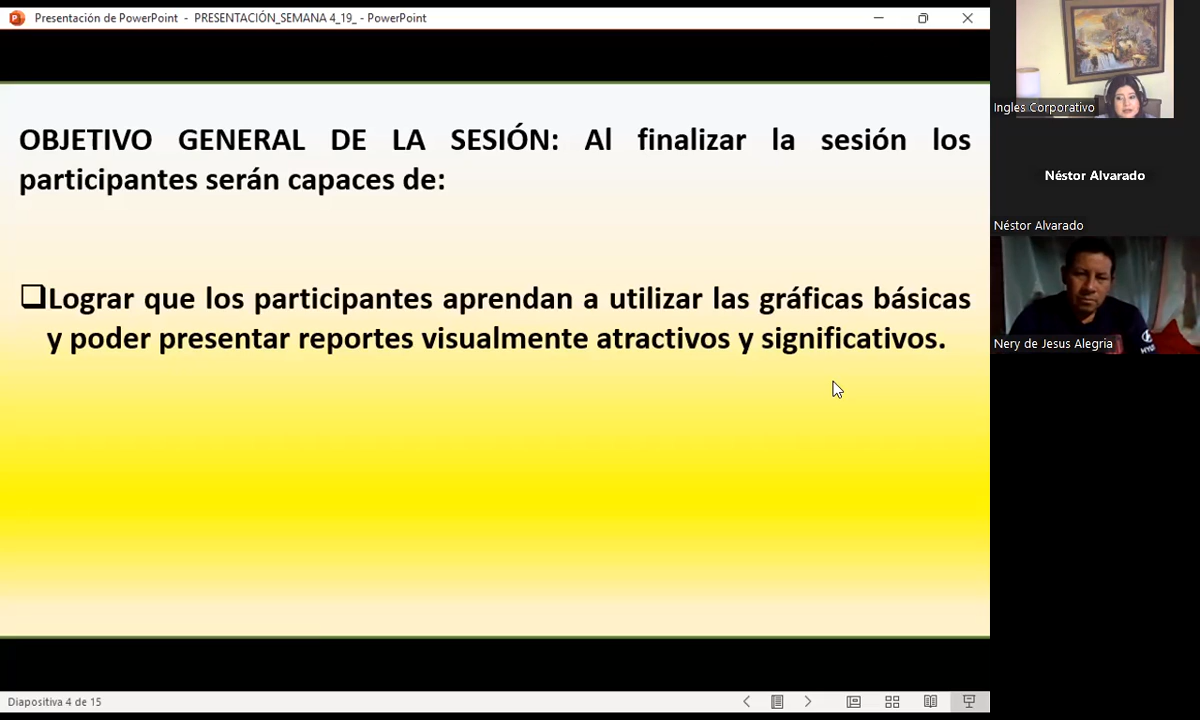 Presentación de PowerPoint - PRESENTACIÓN_SEMANA 4_19_ - PowerPoint
OBJETIVO GENERAL DE LA SESIÓN: Al finalizar la sesión los
participantes serán capaces de:
Lograr que los participantes aprendan a utilizar las gráficas básicas
y poder presentar reportes visualmente atractivos y significativos.
Diapositiva 4 de 15
Ingles Corporativo
Néstor Alvarado
Néstor Alvarado
Nery de Jesus Alegria